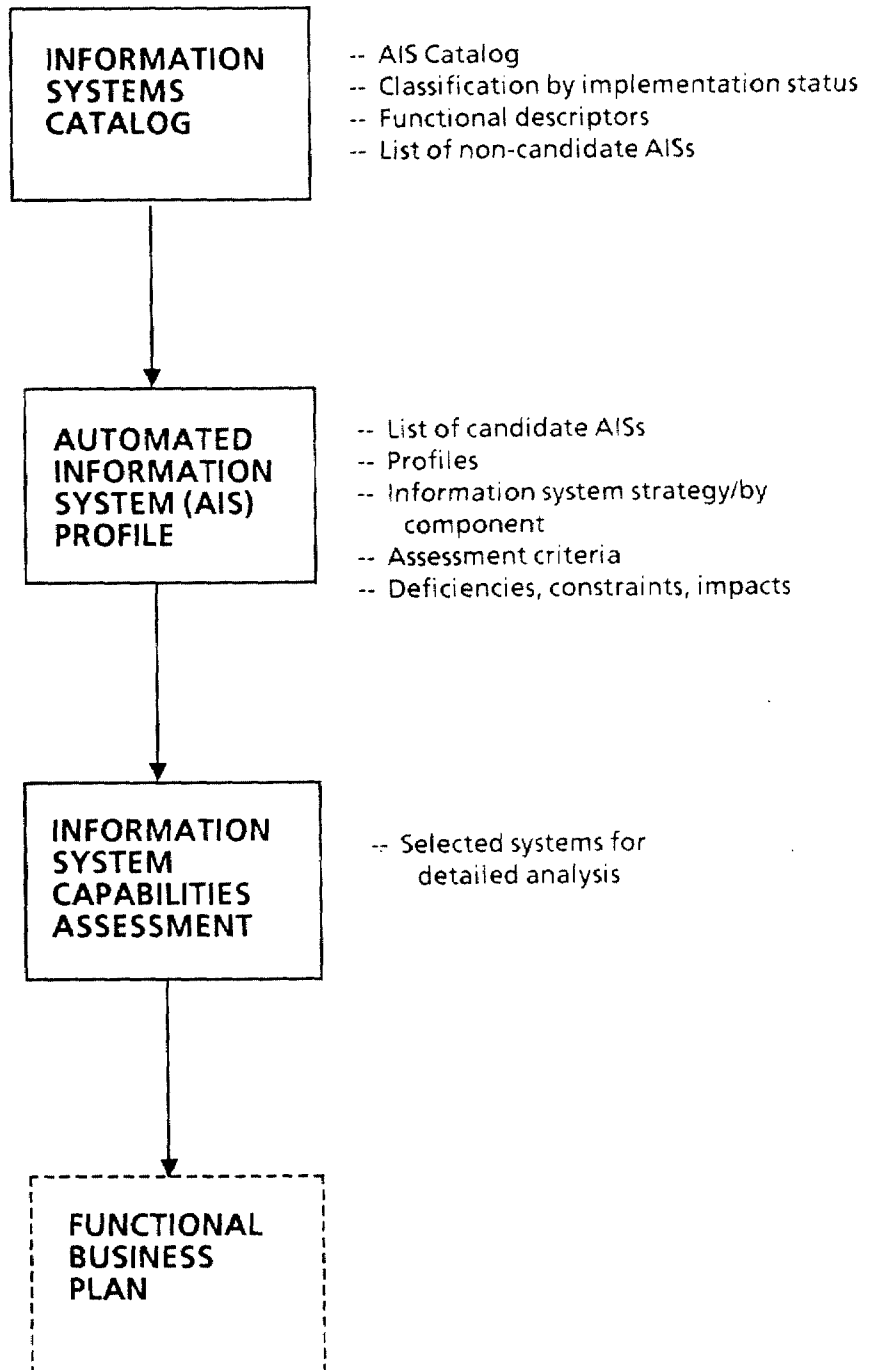 INFORMATION
SYSTEMS
CATALOG
-- AIS Catalog
-- Classification by implementation status
-- Functional descriptors
-- List of non-candidate AISs
AUTOMATED
INFORMATION
SYSTEM (AIS)
PROFILE
-- List of candidate AISs
-- Profiles
-- Information system strategy/by
component
-- Assessment criteria
-- Deficiencies, constraints, impacts
INFORMATION
SYSTEM
CAPABILITIES
ASSESSMENT
-- Selected systems for
detailed analysis
FUNCTIONAL
BUSINESS
PLAN